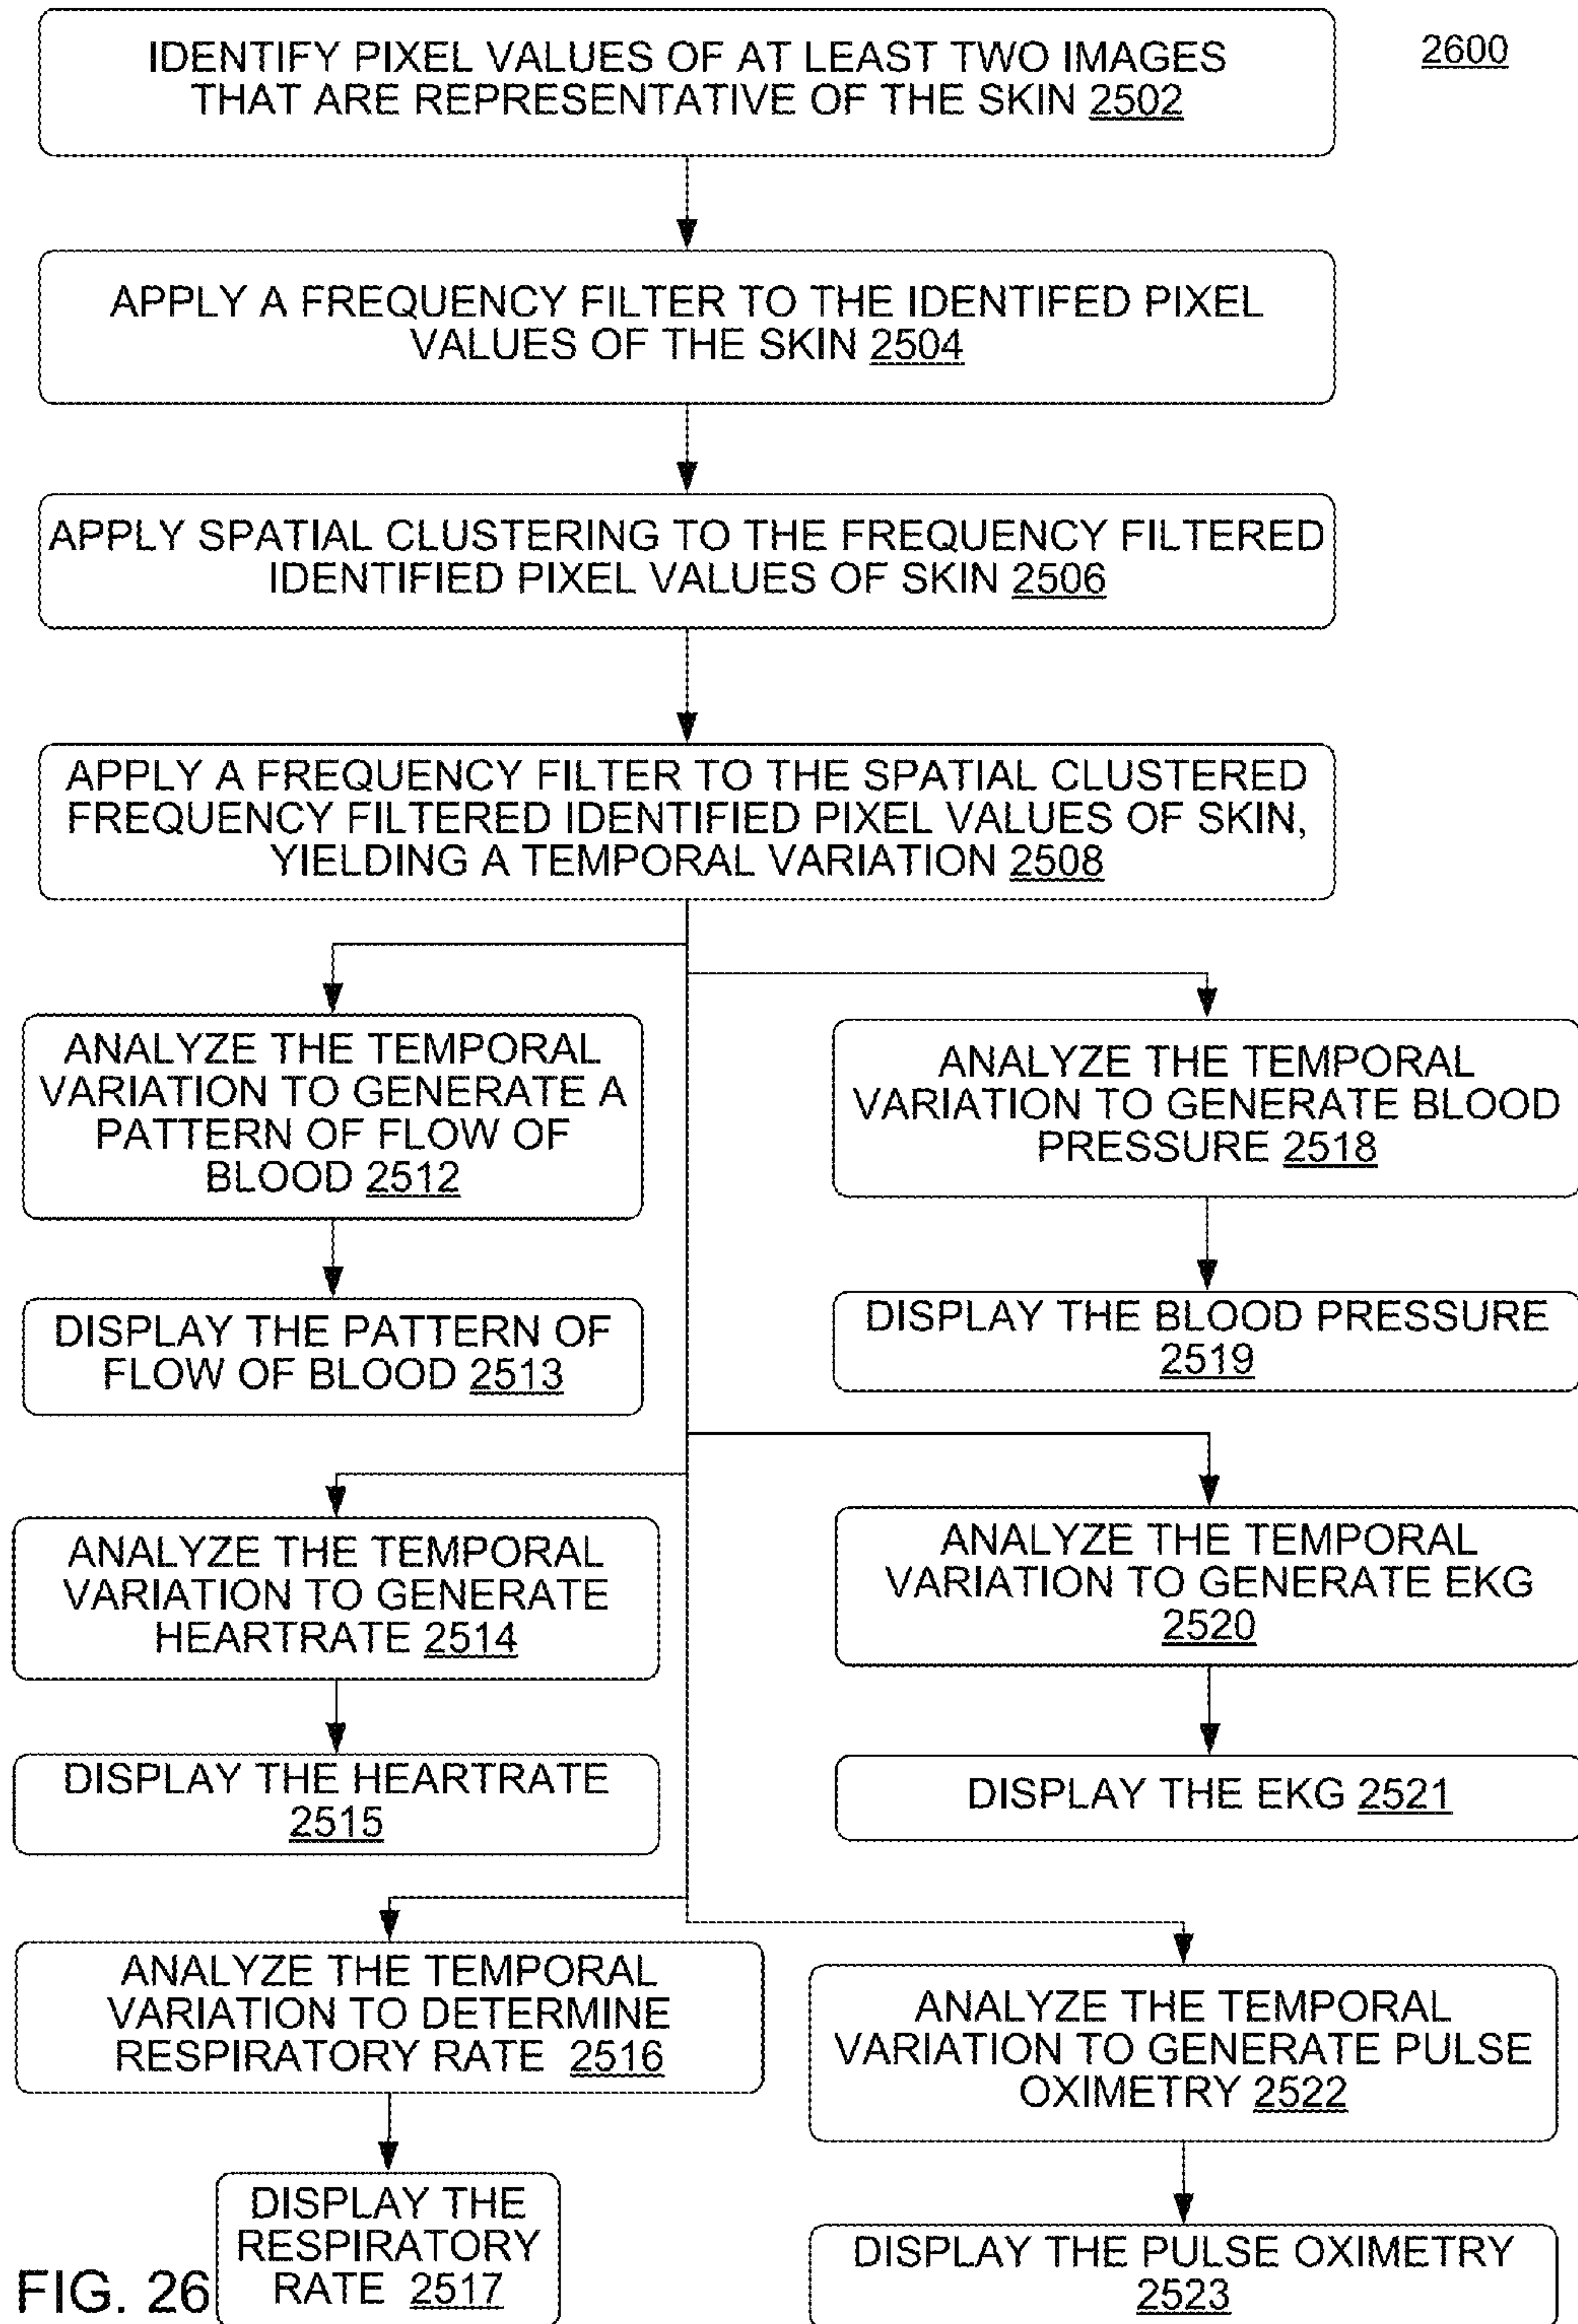 2600
IDENTIFY PIXEL VALUES OF AT LEAST TWO IMAGES
THAT ARE REPRESENTATIVE OF THE SKIN 2502
APPLY A FREQUENCY FILTER TO THE IDENTIFED PIXEL
VALUES OF THE SKIN 2504
APPLY SPATIAL CLUSTERING TO THE FREQUENCY FILTERED
IDENTIFIED PIXEL VALUES OF SKIN 2506
APPLY A FREQUENCY FILTER TO THE SPATIAL CLUSTERED
FREQUENCY FILTERED IDENTIFIED PIXEL VALUES OF SKIN,
YIELDING A TEMPORAL VARIATION 2508
ANALYZE THE TEMPORAL
VARIATION TO GENERATE A
PATTERN OF FLOW OF
BLOOD 2512
ANALYZE THE TEMPORAL
VARIATION TO GENERATE BLOOD
PRESSURE 2518
DISPLAY THE PATTERN OF
FLOW OF BLOOD 2513
DISPLAY THE BLOOD PRESSURE
2519
ANALYZE THE TEMPORAL
VARIATION TO GENERATE
HEARTRATE 2514
ANALYZE THE TEMPORAL
VARIATION TO GENERATE EKG
2520
DISPLAY THE HEARTRATE
2515
DISPLAY THE EKG 2521
ANALYZE THE TEMPORAL
VARIATION TO DETERMINE
RESPIRATORY RATE 2516
ANALYZE THE TEMPORAL
VARIATION TO GENERATE PULSE
OXIMETRY 2522
DISPLAY THE
RESPIRATORY
RATE 2517
DISPLAY THE PULSE OXIMETRY
2523
FIG. 26